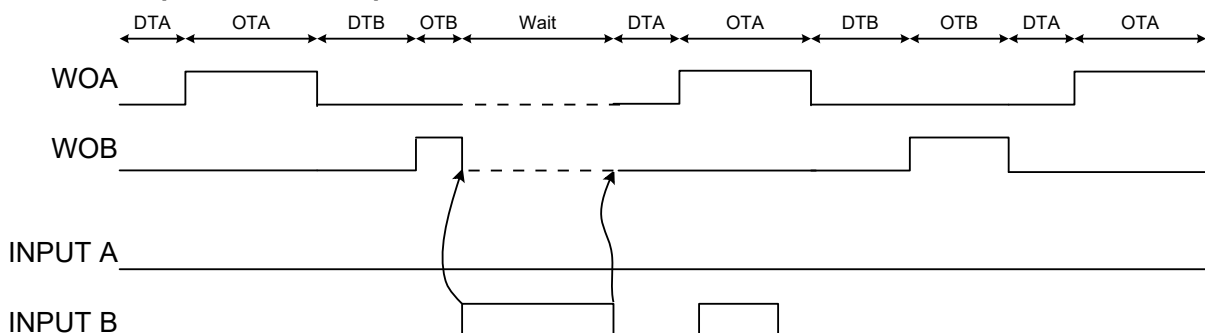 DTA OTA DTB OTB Wait DTA OTA DTB OTB DTA OTA
WOA
WOB
INPUT A
INPUT B